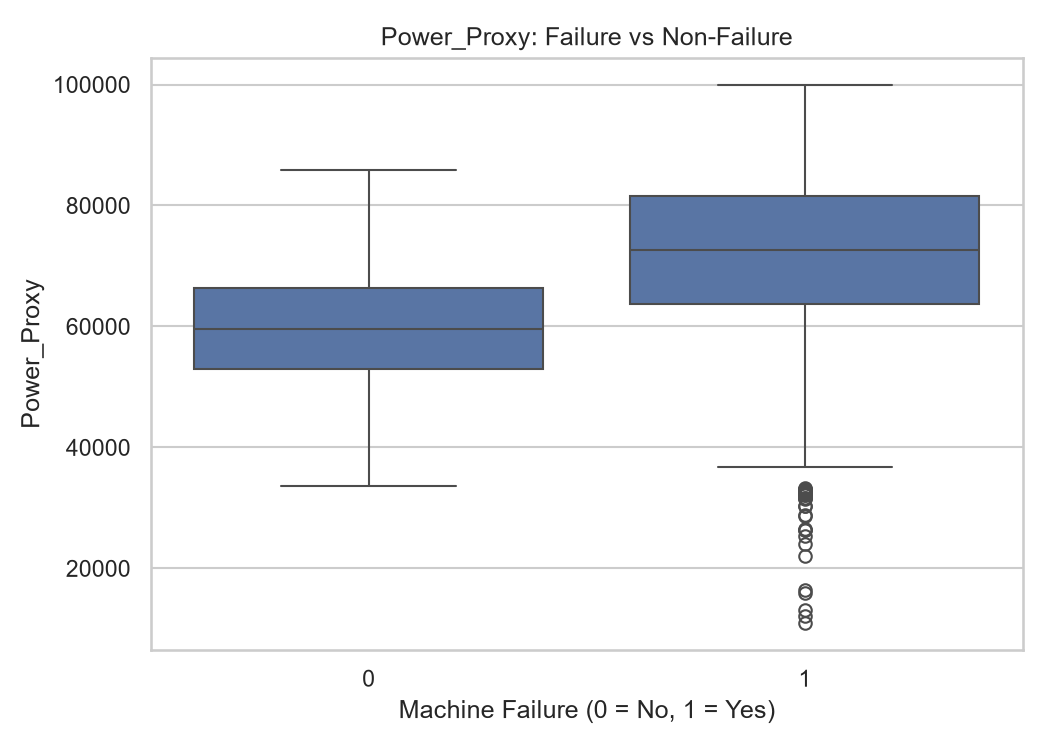 Power_Proxy: Failure vs Non-Failure
100000
80000
60000
40000
20000
Power_Proxy
0
1
Machine Failure (0 = No, 1 = Yes)